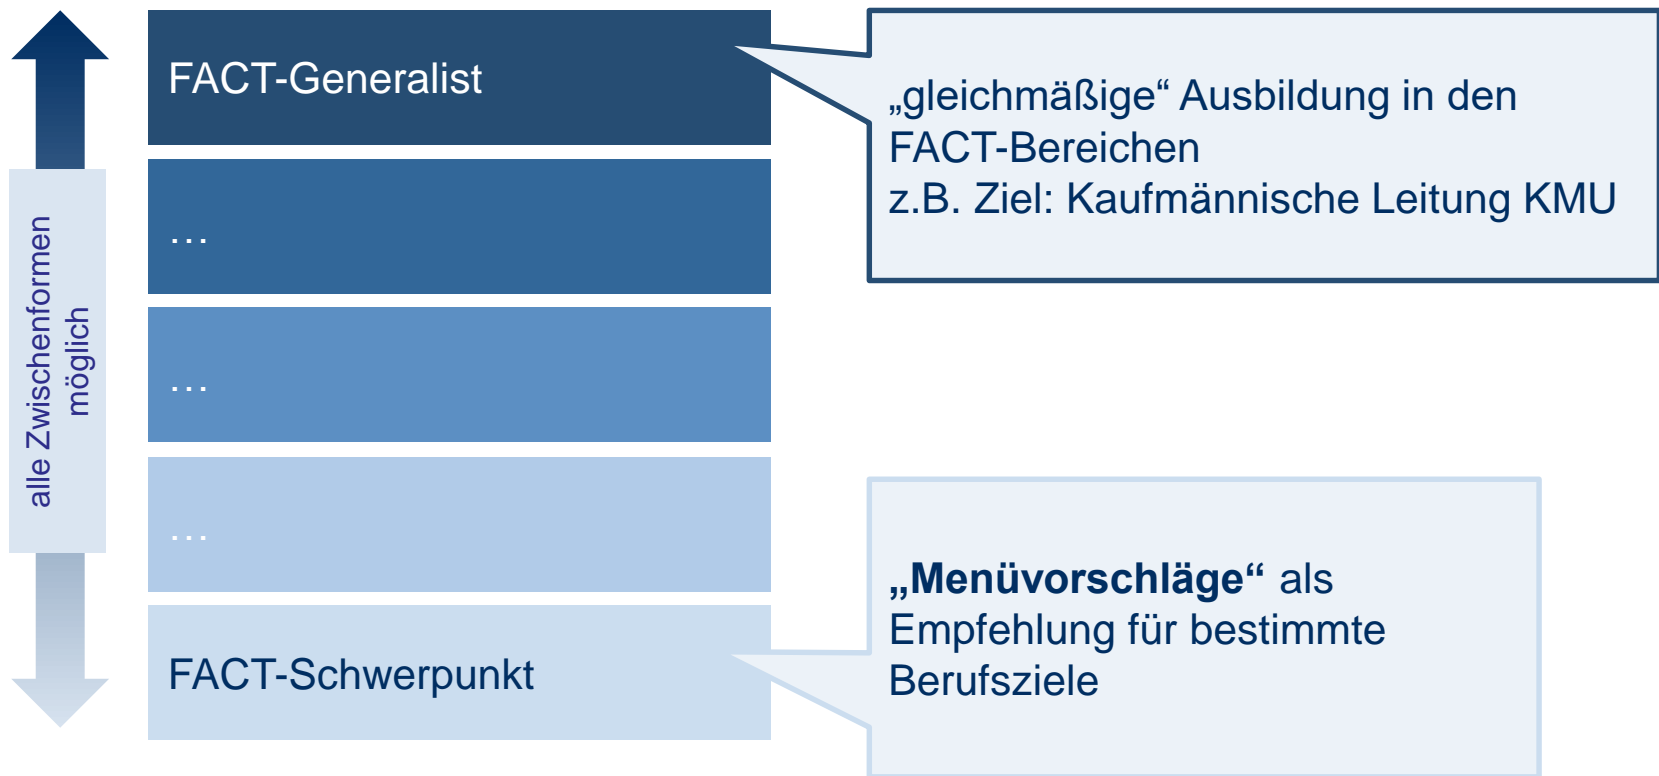 FACT-Generalist
„gleichmäßige“ Ausbildung in den
FACT-Bereichen
z.B. Ziel: Kaufmännische Leitung KMU
…
…
…
alle Zwischenformen
möglich
FACT-Schwerpunkt
„Menüvorschläge“ als
Empfehlung für bestimmte
Berufsziele